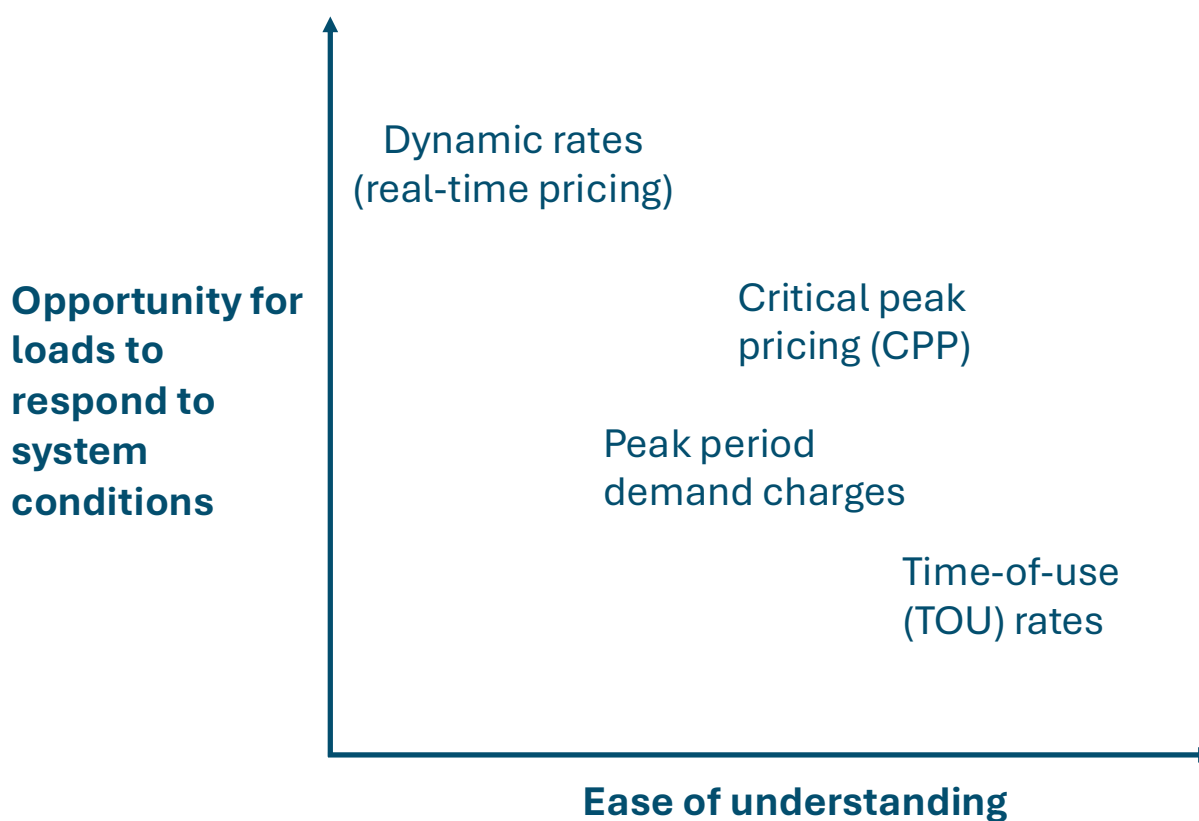 Dynamic rates
(real-time pricing)
Opportunity for
loads to
respond to
system
conditions
Critical peak
pricing (CPP)
Peak period
demand charges
Time-of-use
(TOU) rates
Ease of understanding